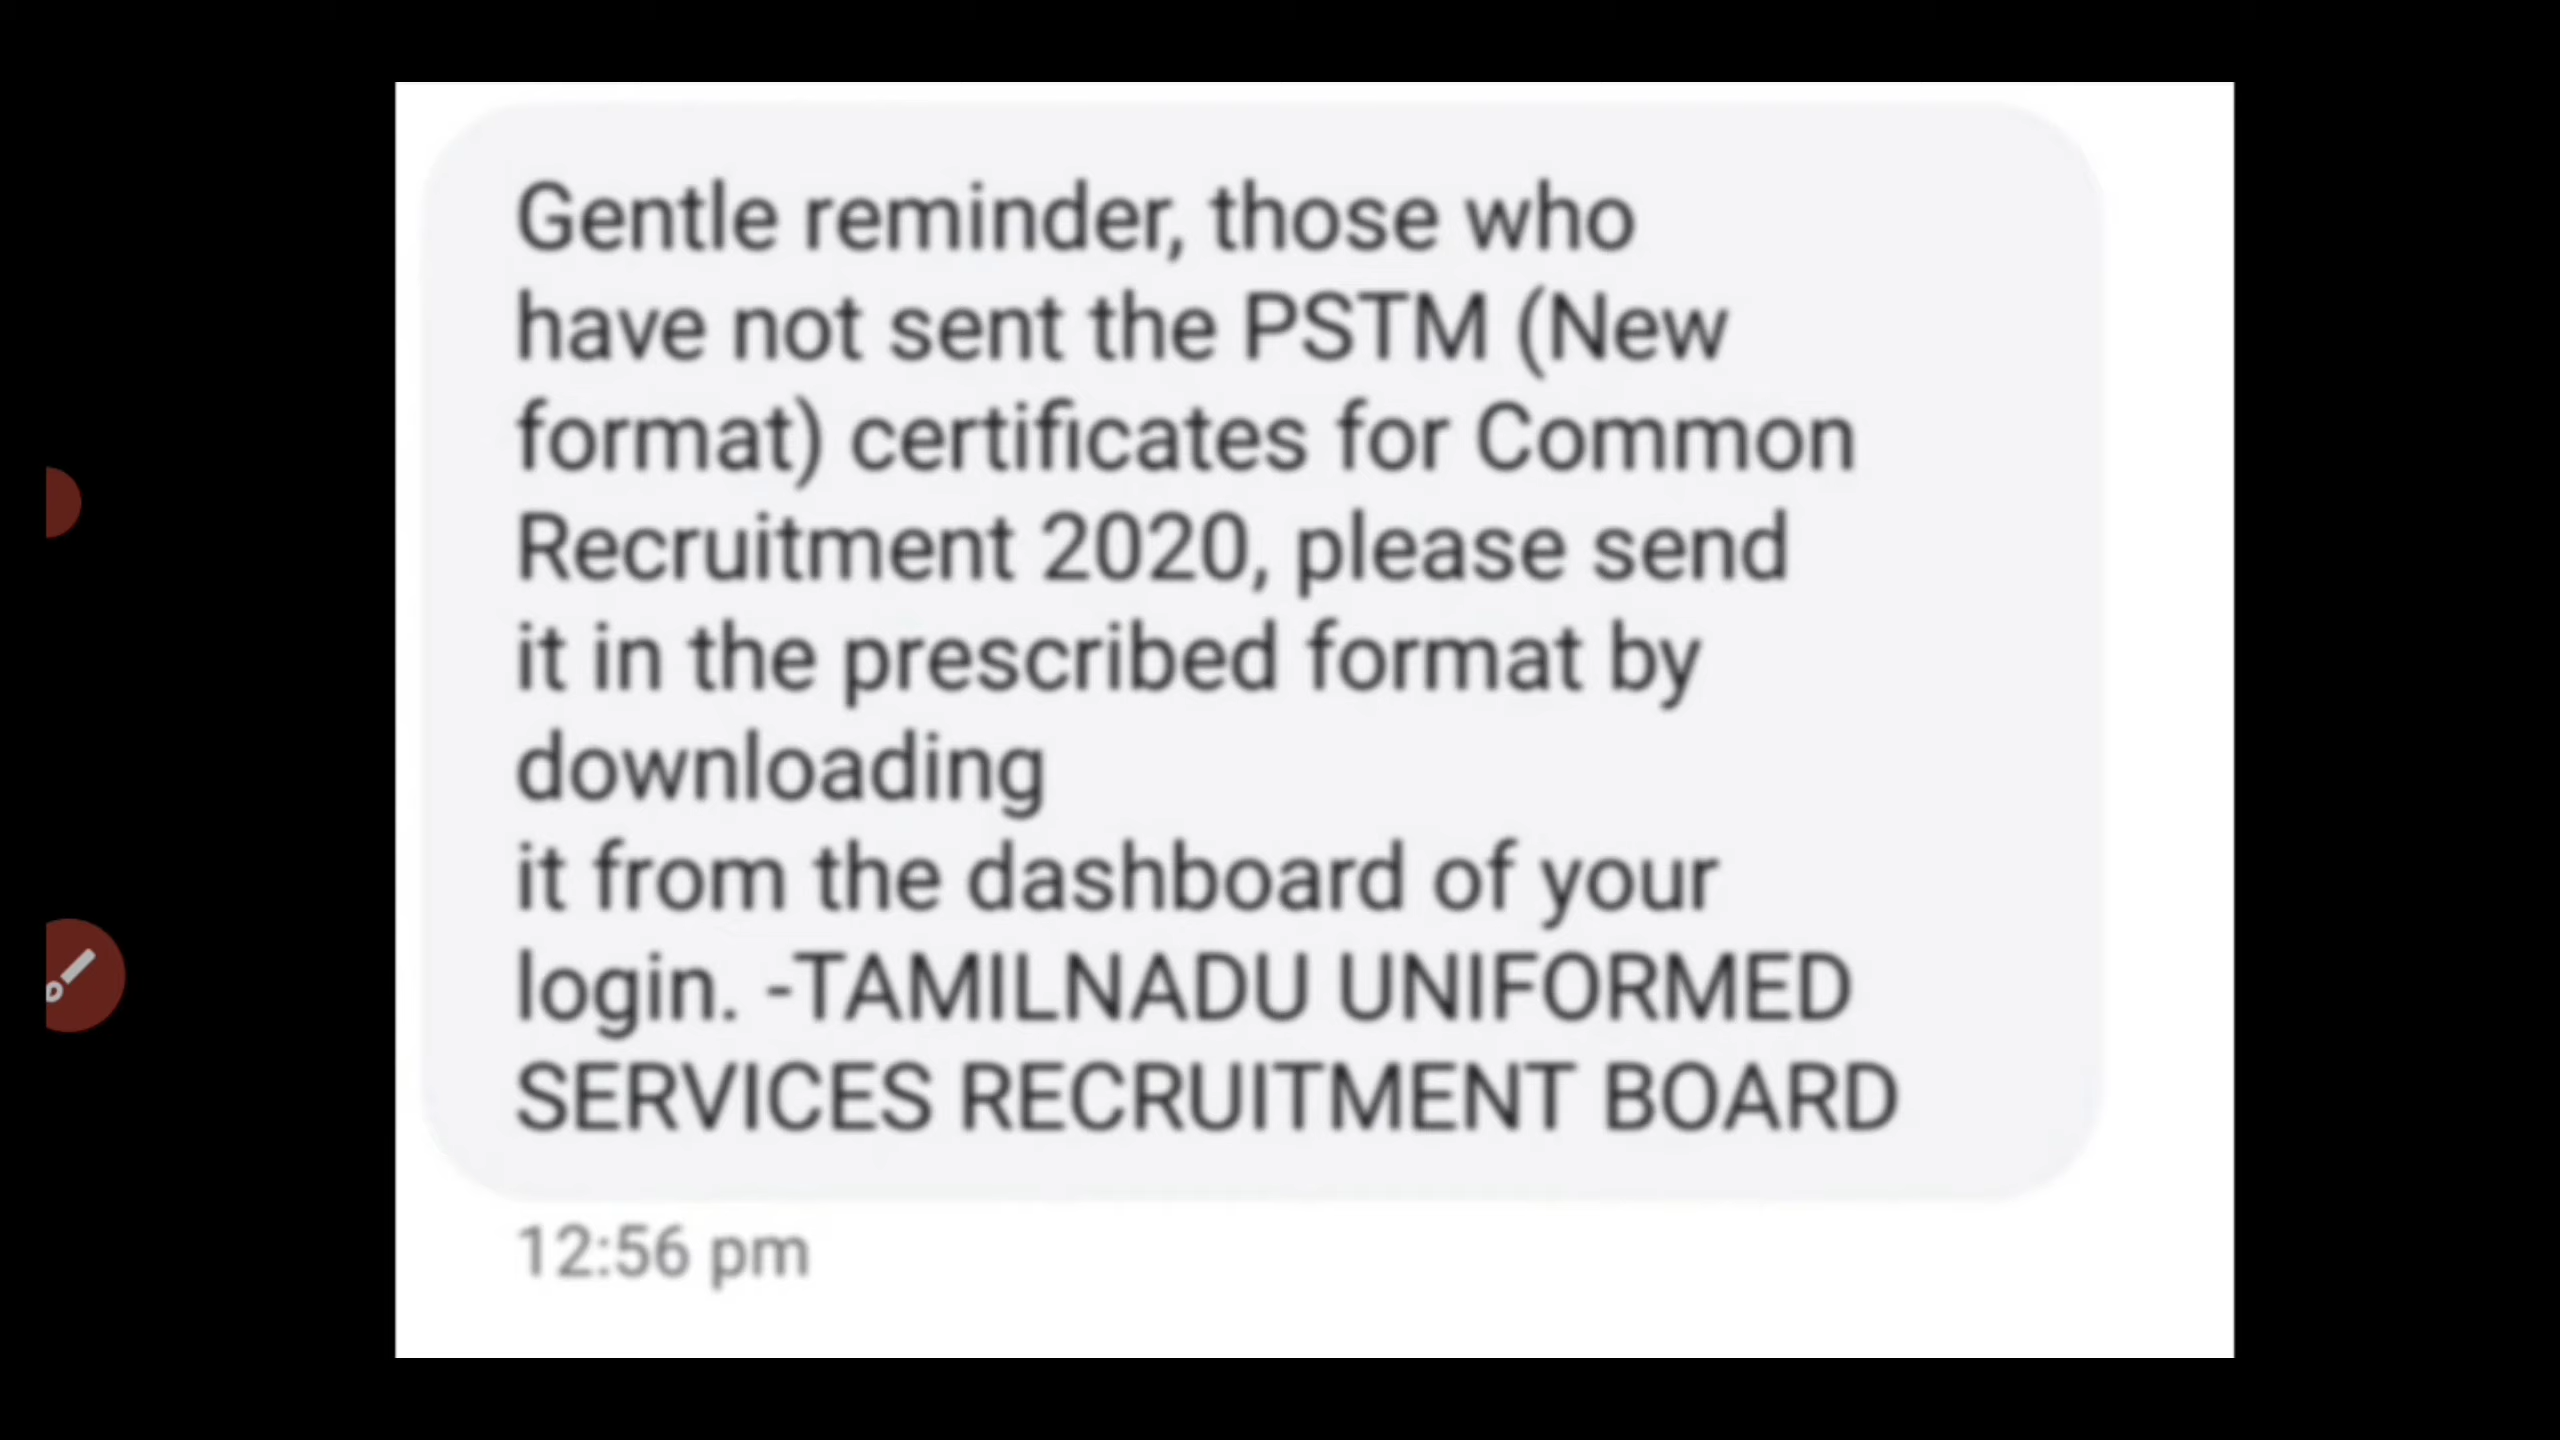 Gentle reminder, those who
have not sent the PSTM (New
format) certificates for Common
Recruitment 2020, please send
it in the prescribed format by
downloading
it from the dashboard of your
login. -TAMILNADU UNIFORMED
SERVICES RECRUITMENT BOARD
12:56 pm